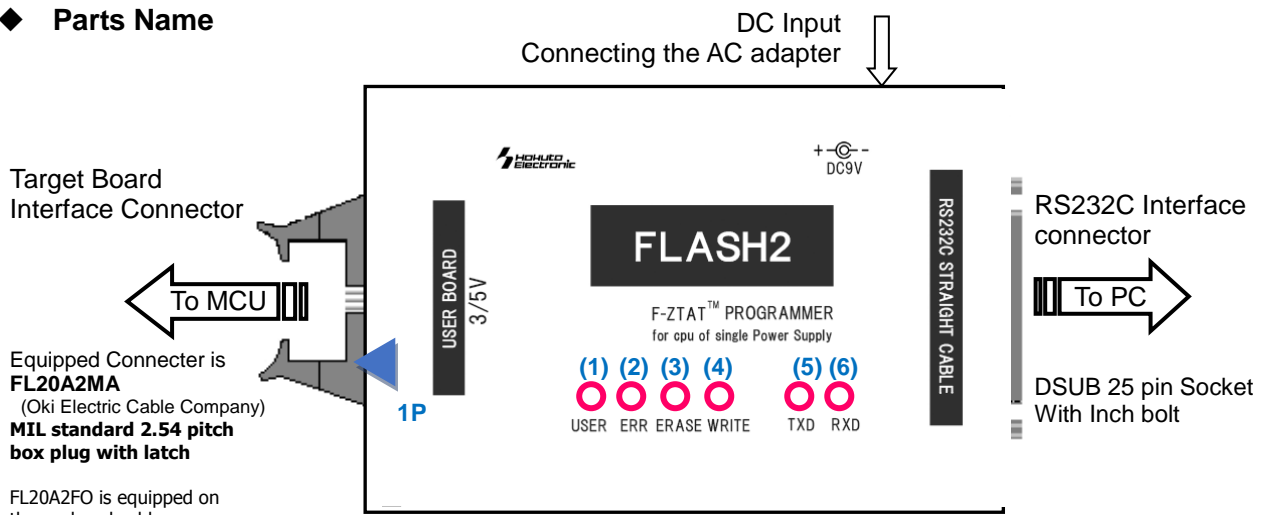 ◆ Parts Name
DC Input
Connecting the AC adapter
Hokuto
Electronic
+ - -
DC9V
Target Board
Interface Connector
To MCU
USER BOARD
3/5V
FLASH2
F-ZTAT™ PROGRAMMER
for cpu of single Power Supply
(1) (2) (3) (4) (5) (6)
USER ERR ERASE WRITE TXD RXD
1P
RS232C STRAIGHT CABLE
RS232C Interface
connector
To PC
DSUB 25 pin Socket
With Inch bolt
Equipped Connecter is
FL20A2MA
(Oki Electric Cable Company)
MIL standard 2.54 pitch
box plug with latch
FL20A2FO is equipped on